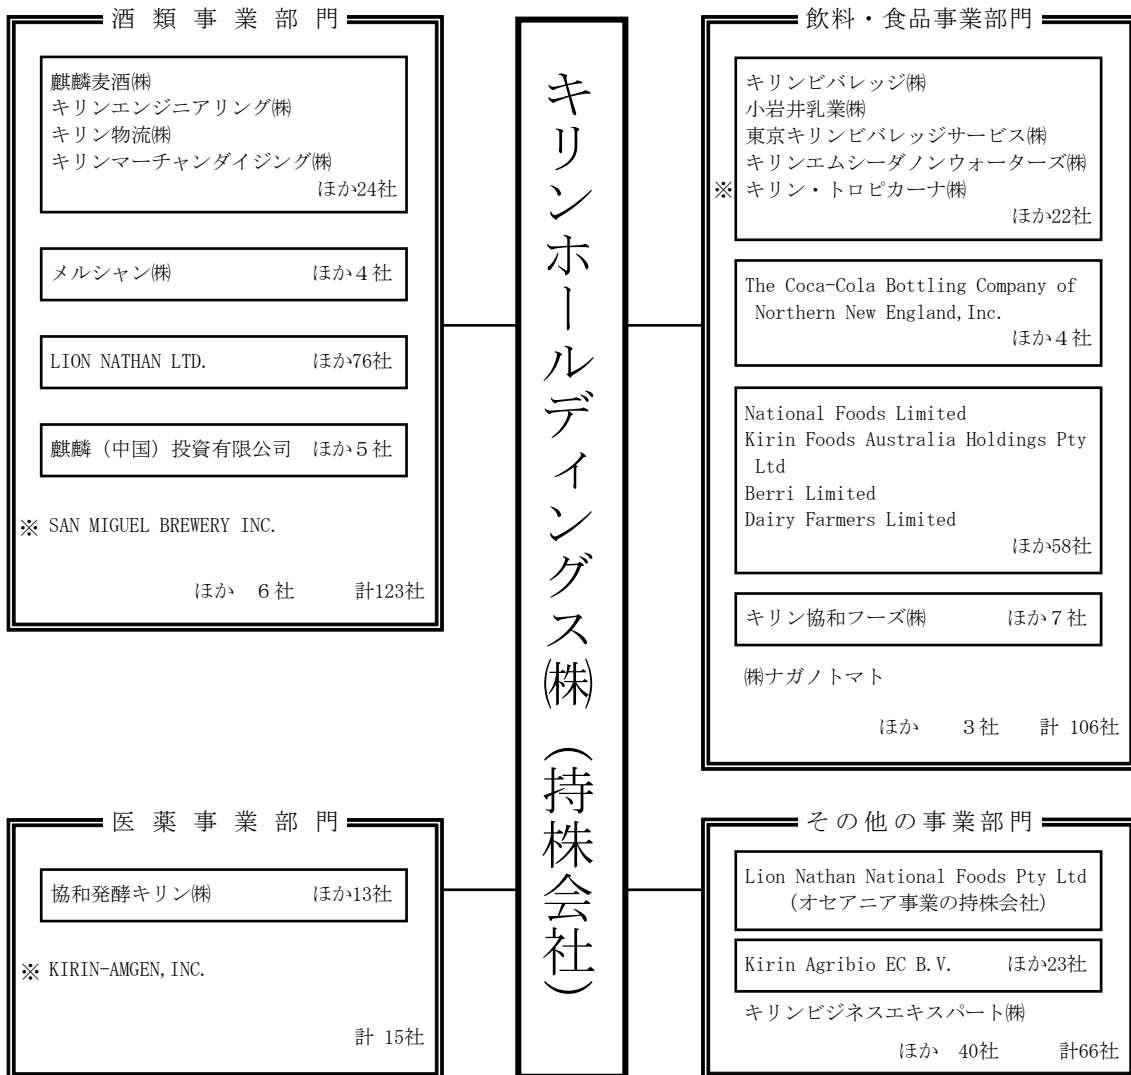 酒類事業部門
麒麟麦酒㈱
キリンエンジニアリング㈱
キリン物流㈱
キリンマーチャンダイジング㈱
ほか24社
メルシャン㈱ ほか４社
LION NATHAN LTD. ほか76社
麒麟（中国）投資有限公司 ほか５社
※ SAN MIGUEL BREWERY INC.
ほか ６社 計123社
医薬事業部門
協和発酵キリン㈱ ほか13社
※ KIRIN-AMGEN,INC.
計 15社
キリンホールディングス㈱（持株会社）
飲料・食品事業部門
キリンビバレッジ㈱
小岩井乳業㈱
東京キリンビバレッジサービス㈱
キリンエムシーダノンウォーターズ㈱
※ キリン・トロピカーナ㈱
ほか22社
The Coca-Cola Bottling Company of
Northern New England,Inc.
ほか４社
National Foods Limited
Kirin Foods Australia Holdings Pty
Ltd
Berri Limited
Dairy Farmers Limited
ほか58社
キリン協和フーズ㈱ ほか７社
㈱ナガノトマト
ほか ３社 計 106社
その他の事業部門
Lion Nathan National Foods Pty Ltd
（オセアニア事業の持株会社）
Kirin Agribio EC B.V. ほか23社
キリンビジネスエキスパート㈱
ほか 40社 計66社